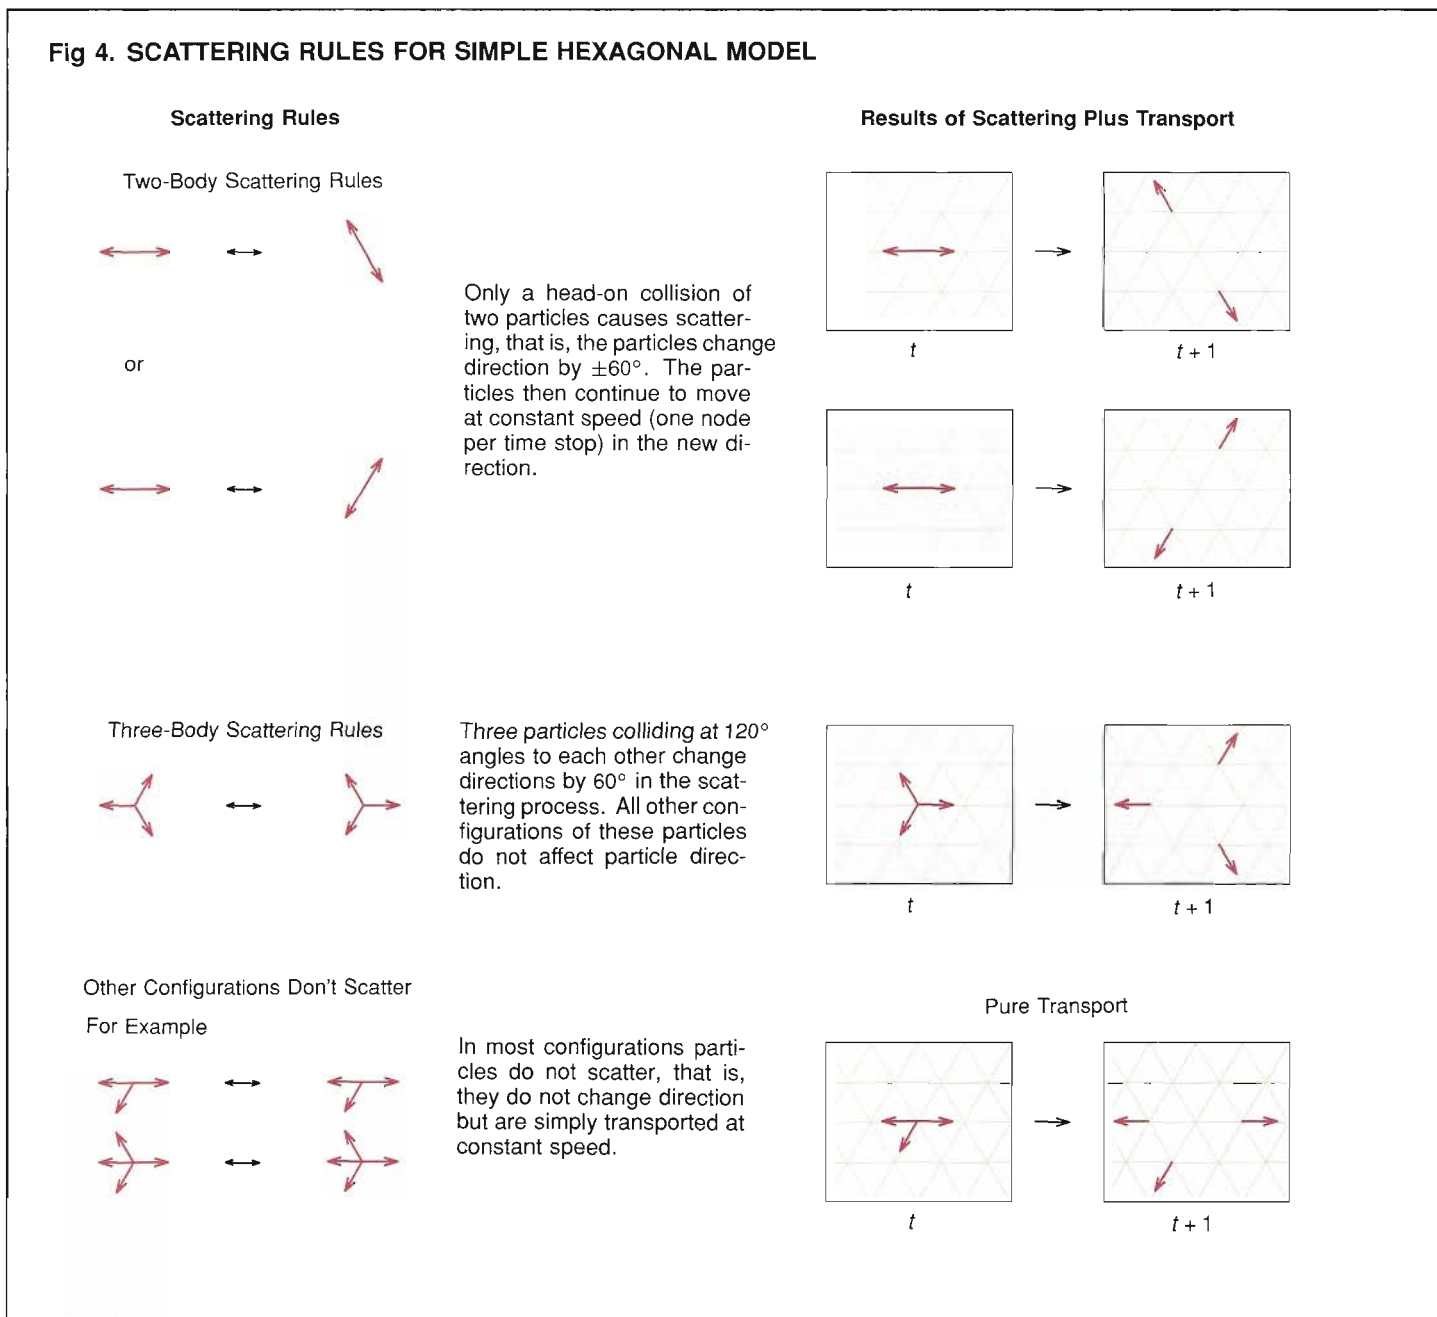 Fig 4. SCATTERING RULES FOR SIMPLE HEXAGONAL MODEL
Scattering Rules
Results of Scattering Plus Transport
Two-Body Scattering Rules
or
Only a head-on collision of
two particles causes scatter-
ing, that is, the particles change
direction by ±60°. The par-
ticles then continue to move
at constant speed (one node
per time stop) in the new di-
rection.
t
t + 1
t
t + 1
Three-Body Scattering Rules
Three particles colliding at 120°
angles to each other change
directions by 60° in the scat-
tering process. All other con-
figurations of these particles
do not affect particle direc-
tion.
t
t + 1
Other Configurations Don't Scatter
For Example
In most configurations parti-
cles do not scatter, that is,
they do not change direction
but are simply transported at
constant speed.
Pure Transport
t
t + 1